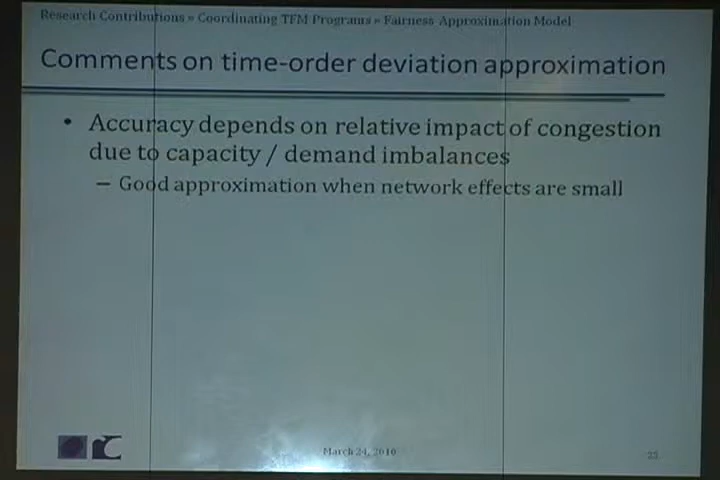 Research Contributions » Coordinating TFM Programs » Fairness Approximation Model
Comments on time-order deviation approximation
• Accuracy depends on relative impact of congestion
due to capacity / demand imbalances
– Good approximation when network effects are small
March 24, 2010